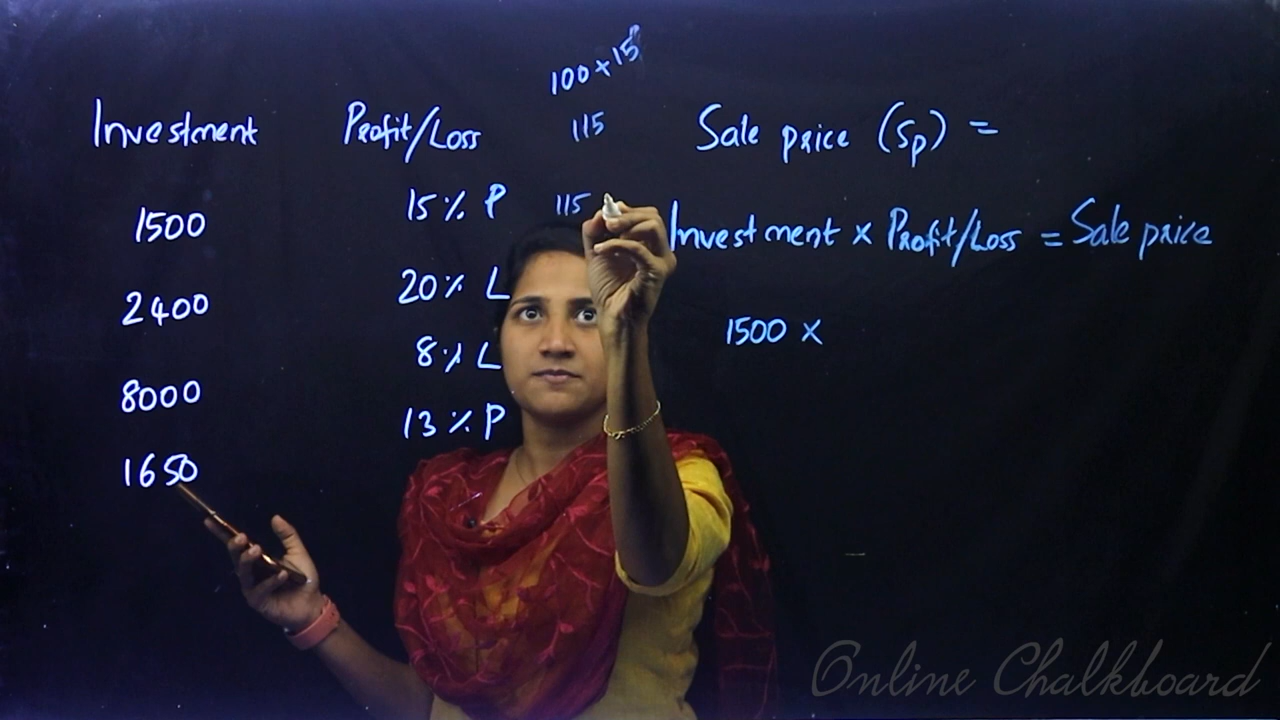 100 x 15
Investment Profit/Loss 115 Sale price (Sp) =
1500 15% P 115 Investment x Profit/Loss = Sale price
2400 20% L 1500 x
8000 8% L
1650 13% P
Online Chalkboard